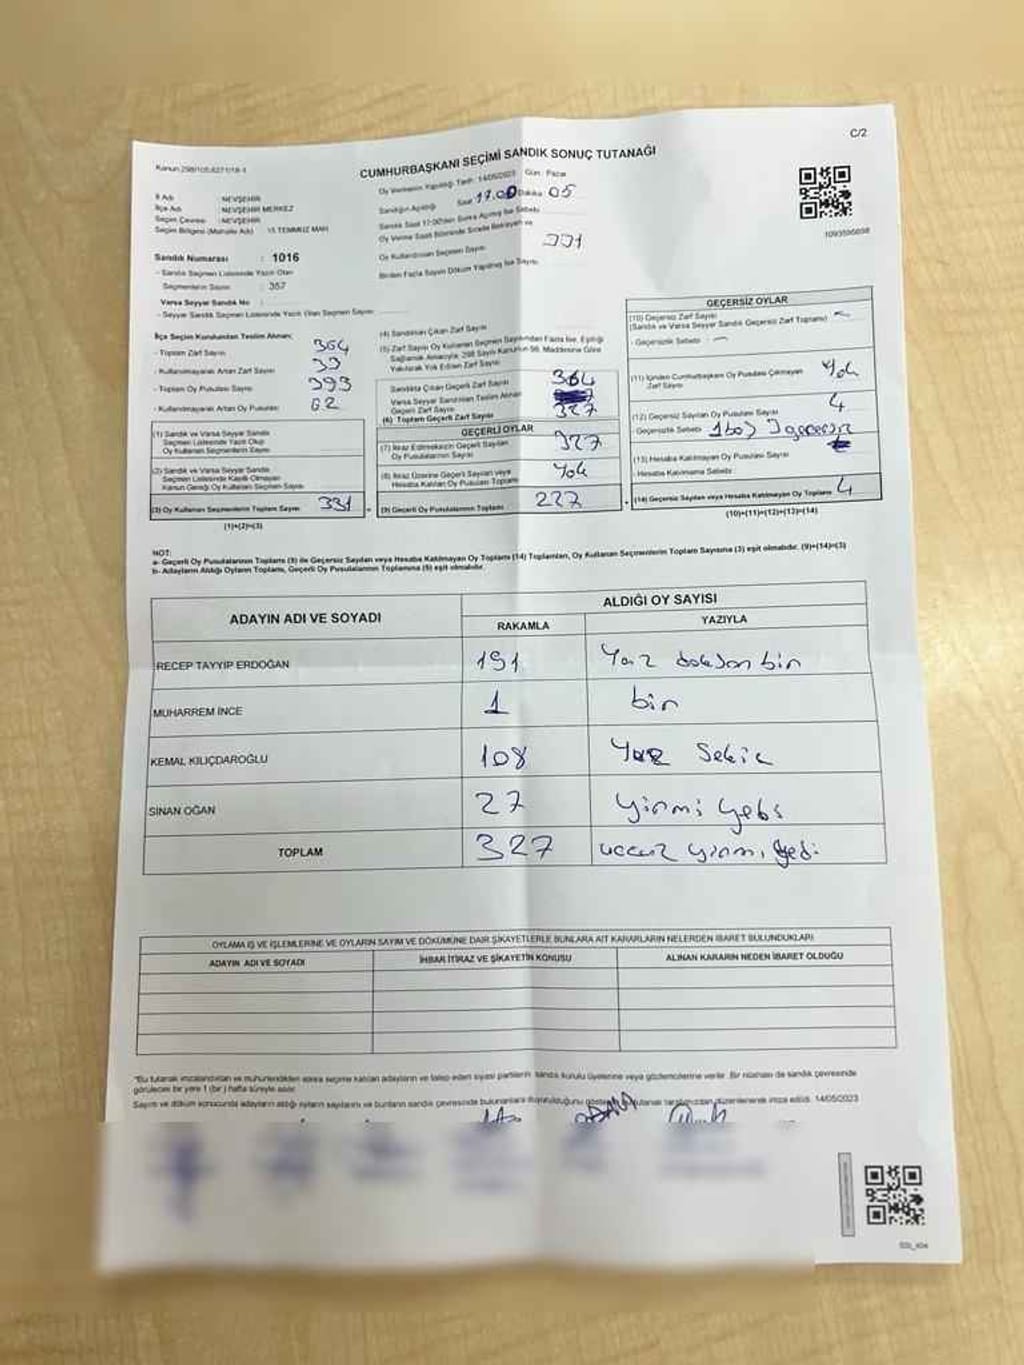 C/2
Kanun:298/105,6271/18-1
CUMHURBAŞKANI SEÇİMİ SANDIK SONUÇ TUTANAĞI
İl Adı : NEVŞEHİR
İlçe Adı : NEVŞEHİR MERKEZ
Seçim Çevresi : NEVŞEHİR
Seçim Bölgesi (Mahalle Adı) 15 TEMMUZ MAH
Sandık Numarası : 1016
- Sandık Seçmen Listesinde Yazılı Olan
Seçmenlerin Sayısı : 357
Varsa Seyyar Sandık No
- Seyyar Sandık Seçmen Listesinde Yazılı Olan Seçmen Sayısı
Oy Vermenin Yapıldığı Tarih: 14/05/2023 Gün: Pazar
Sandığın Açıldığı Saat 17.00 Dakika: 05
Sandık Saat 17:00'den Sonra Açılmış İse Sebebi
Oy Verme Saati Bitiminde Sırada Bekleyen ve
Oy Kullandırılan Seçmen Sayısı 331
Birden Fazla Sayım Döküm Yapılmış İse Sayısı
1093595698
İlçe Seçim Kurulundan Teslim Alınan;
- Toplam Zarf Sayısı 364
- Kullanılmayarak Artan Zarf Sayısı 33
- Toplam Oy Pusulası Sayısı 393
- Kullanılmayarak Artan Oy Pusulası 62
(1) Sandık ve Varsa Seyyar Sandık
Seçmen Listesinde Yazılı Olup
Oy Kullanan Seçmenlerin Sayısı
(2) Sandık ve Varsa Seyyar Sandık
Seçmen Listesinde Kayıtlı Olmayan
Kanun Gereği Oy Kullanan Seçmen Sayısı
(3) Oy Kullanan Seçmenlerin Toplam Sayısı 331
(1)+(2)=(3)
(4) Sandıktan Çıkan Zarf Sayısı
(5) Zarf Sayısı Oy Kullanan Seçmen Sayısından Fazla İse, Eşitliği
Sağlamak Amacıyla, 298 Sayılı Kanunun 98. Maddesine Göre
Yakılarak Yok Edilen Zarf Sayısı
Sandıkta Çıkan Geçerli Zarf Sayısı 364
Varsa Seyyar Sandıktan Teslim Alınan
Geçerli Zarf Sayısı
(6) Toplam Geçerli Zarf Sayısı 327
GEÇERLİ OYLAR
(7) İtiraz Edilmeksizin Geçerli Sayılan
Oy Pusulalarının Sayısı 327
(8) İtiraz Üzerine Geçerli Sayılan veya
Hesaba Katılan Oy Pusulası Toplamı Yok
(9) Geçerli Oy Pusulalarının Toplamı 227
GEÇERSİZ OYLAR
(10) Geçersiz Zarf Sayısı
(Sandık ve Varsa Seyyar Sandık Geçersiz Zarf Toplamı)
- Geçersizlik Sebebi
(11) İçinden Cumhurbaşkanı Oy Pusulası Çıkmayan
Zarf Sayısı Yok
(12) Geçersiz Sayılan Oy Pusulası Sayısı 4
- Geçersizlik Sebebi 1 boş 3 geçersiz
(13) Hesaba Katılmayan Oy Pusulası Sayısı
- Hesaba Katılmama Sebebi
(14) Geçersiz Sayılan veya Hesaba Katılmayan Oy Toplamı 4
(10)+(11)+(12)+(13)=(14)
NOT:
a- Geçerli Oy Pusulalarının Toplamı (9) ile Geçersiz Sayılan veya Hesaba Katılmayan Oy Toplamı (14) Toplamları, Oy Kullanan Seçmenlerin Toplam Sayısına (3) eşit olmalıdır. (9)+(14)=(3)
b- Adayların Aldığı Oyların Toplamı, Geçerli Oy Pusulalarının Toplamına (9) eşit olmalıdır.
ADAYIN ADI VE SOYADI
ALDIĞI OY SAYISI
RAKAMLA YAZIYLA
RECEP TAYYİP ERDOĞAN 191 Yüz doksan bir
MUHARREM İNCE 1 bir
KEMAL KILIÇDAROĞLU 108 Yüz Sekiz
SİNAN OĞAN 27 yirmi yedi
TOPLAM 327 üçyüz yirmi yedi
OYLAMA İŞ VE İŞLEMLERİNE VE OYLARIN SAYIM VE DÖKÜMÜNE DAİR ŞİKAYETLERLE BUNLARA AİT KARARLARIN NELERDEN İBARET BULUNDUKLARI
ADAYIN ADI VE SOYADI İHBAR İTİRAZ VE ŞİKAYETİN KONUSU ALINAN KARARIN NEDEN İBARET OLDUĞU
"Bu tutanak imzalandıktan ve mühürlendikten sonra seçime katılan adayların ve talep eden siyasi partilerin sandık kurulu üyelerine veya gözlemcilerine verilir. Bir nüshası da sandık çevresinde
görülecek bir yere 1 (bir) hafta süreyle asılır.
Sayım ve döküm sonucunda adayların aldığı oyların sayılarını ve bunların sandık çevresinde bulunanlara duyurulduğunu gösteren bu tutanak tarafımızdan düzenlenerek imza edildi. 14/05/2023